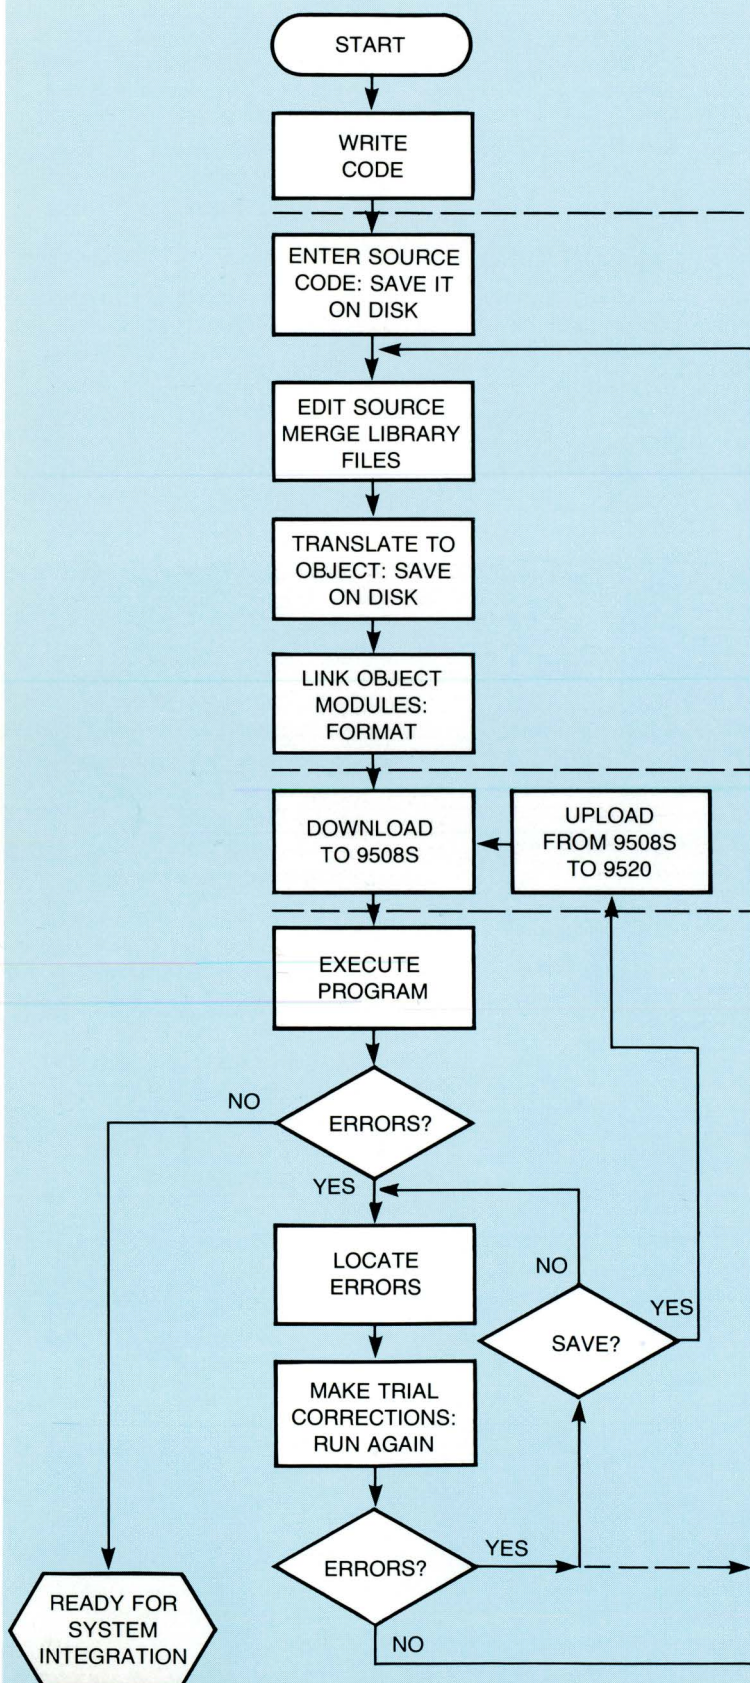 START
WRITE
CODE
ENTER SOURCE
CODE: SAVE IT
ON DISK
EDIT SOURCE
MERGE LIBRARY
FILES
TRANSLATE TO
OBJECT: SAVE
ON DISK
LINK OBJECT
MODULES:
FORMAT
DOWNLOAD
TO 9508S
UPLOAD
FROM 9508S
TO 9520
EXECUTE
PROGRAM
NO
ERRORS?
YES
LOCATE
ERRORS
NO
YES
SAVE?
MAKE TRIAL
CORRECTIONS:
RUN AGAIN
ERRORS?
YES
NO
READY FOR
SYSTEM
INTEGRATION